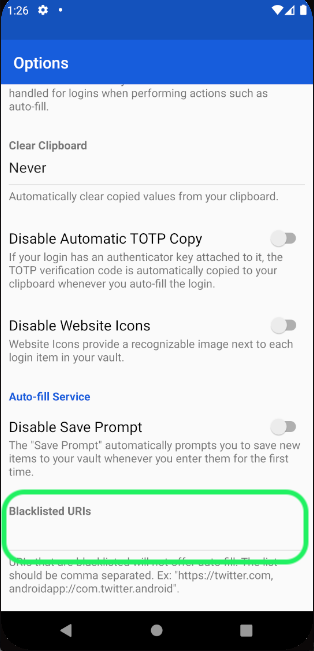 1:26
Options
handled for logins when performing actions such as
auto-fill.
Clear Clipboard
Never
Automatically clear copied values from your clipboard.
Disable Automatic TOTP Copy
If your login has an authenticator key attached to it, the
TOTP verification code is automatically copied to your
clipboard whenever you auto-fill the login.
Disable Website Icons
Website Icons provide a recognizable image next to each
login item in your vault.
Auto-fill Service
Disable Save Prompt
The "Save Prompt" automatically prompts you to save new
items to your vault whenever you enter them for the first
time.
Blacklisted URIs
URIs that are blacklisted will not offer auto-fill. The list
should be comma separated. Ex: "https://twitter.com,
androidapp://com.twitter.android".